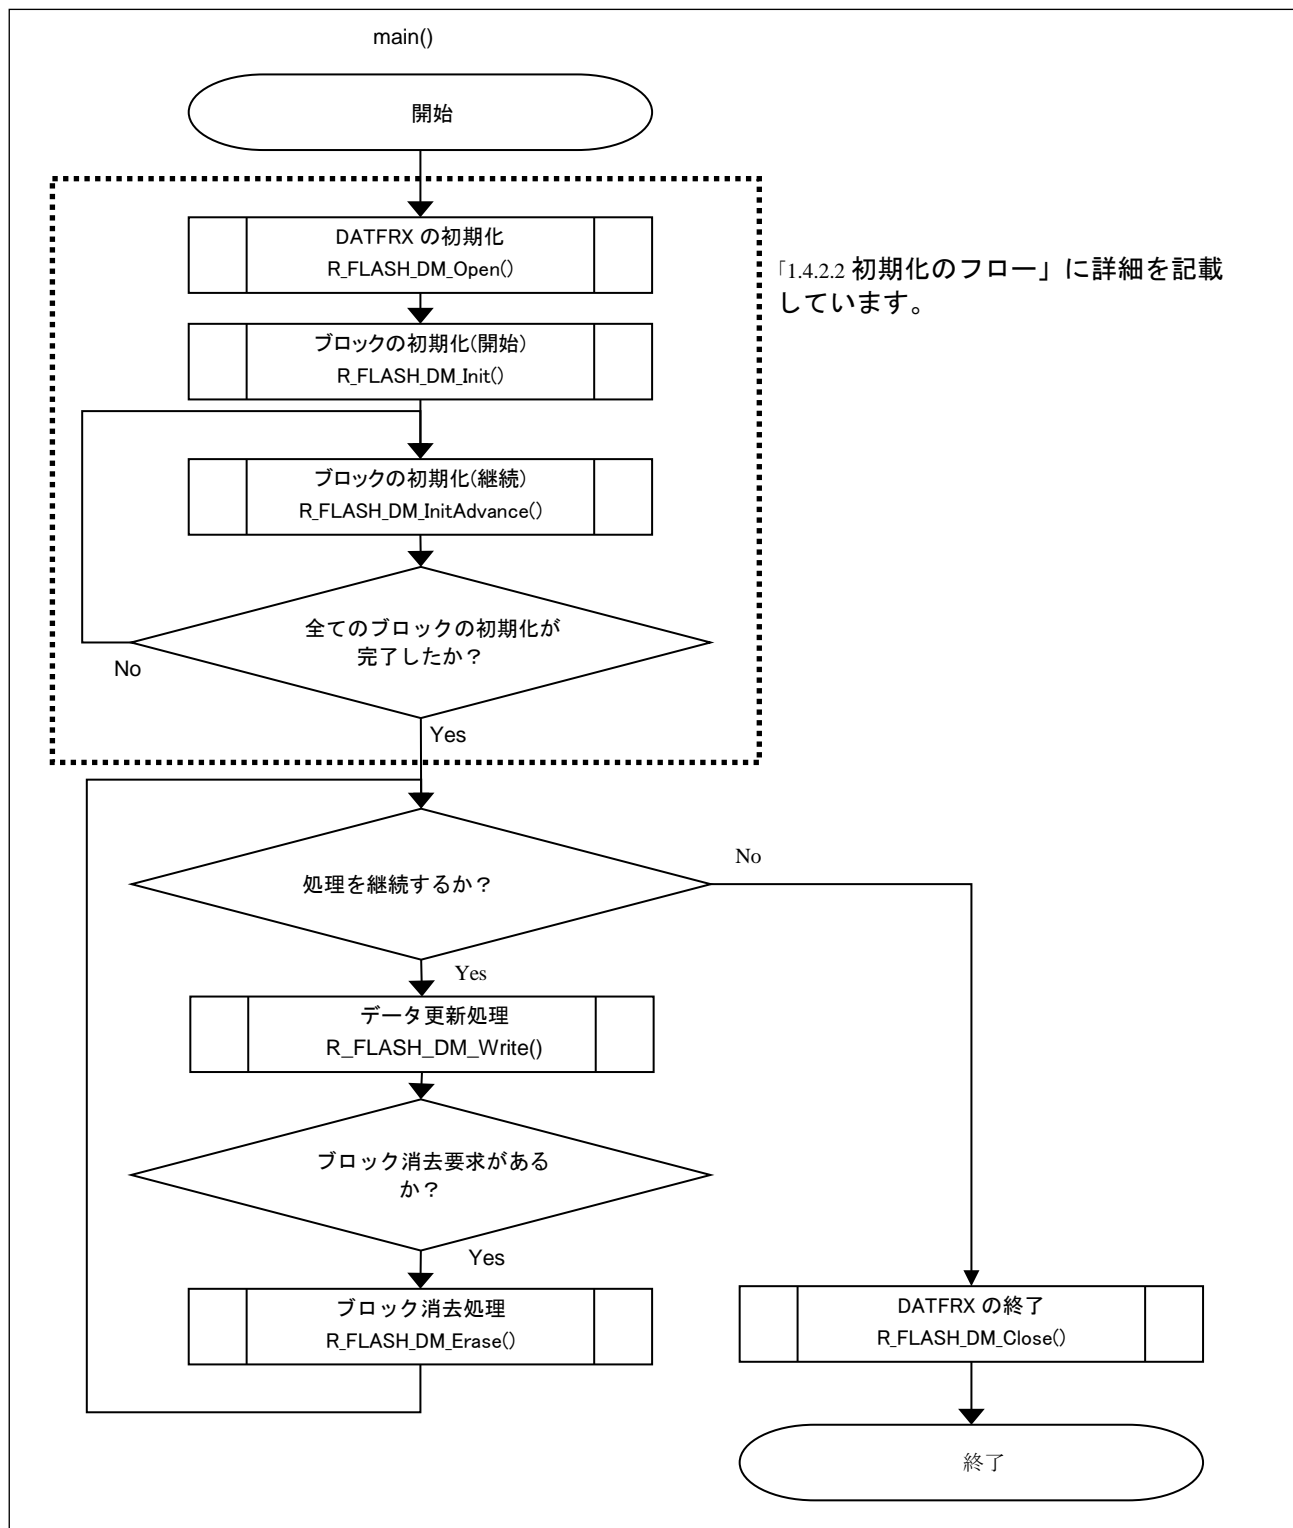 main()
開始
DATFRX の初期化
R_FLASH_DM_Open()
「1.4.2.2 初期化のフロー」に詳細を記載
しています。
ブロックの初期化(開始)
R_FLASH_DM_Init()
ブロックの初期化(継続)
R_FLASH_DM_InitAdvance()
全てのブロックの初期化が
完了したか？
No
Yes
処理を継続するか？
No
Yes
データ更新処理
R_FLASH_DM_Write()
ブロック消去要求がある
か？
Yes
ブロック消去処理
R_FLASH_DM_Erase()
DATFRX の終了
R_FLASH_DM_Close()
終了